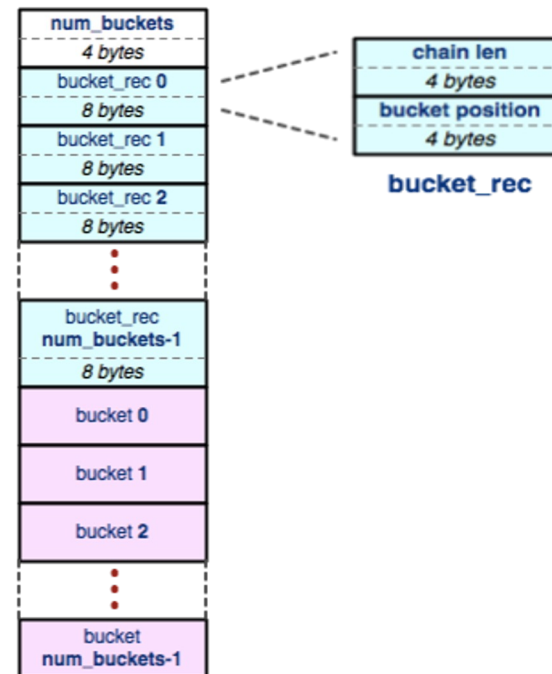 num_buckets
4 bytes
bucket_rec 0
8 bytes
bucket_rec 1
8 bytes
bucket_rec 2
8 bytes
bucket_rec
num_buckets-1
8 bytes
bucket 0
bucket 1
bucket 2
bucket
num_buckets-1
chain len
4 bytes
bucket position
4 bytes
bucket_rec